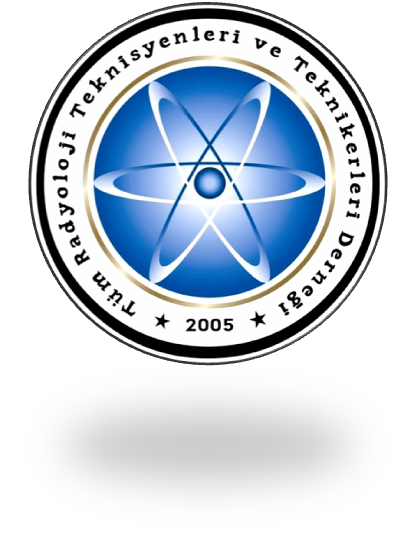 Tüm Radyoloji Teknisyenleri ve Teknikerleri Derneği
★ 2005 ★